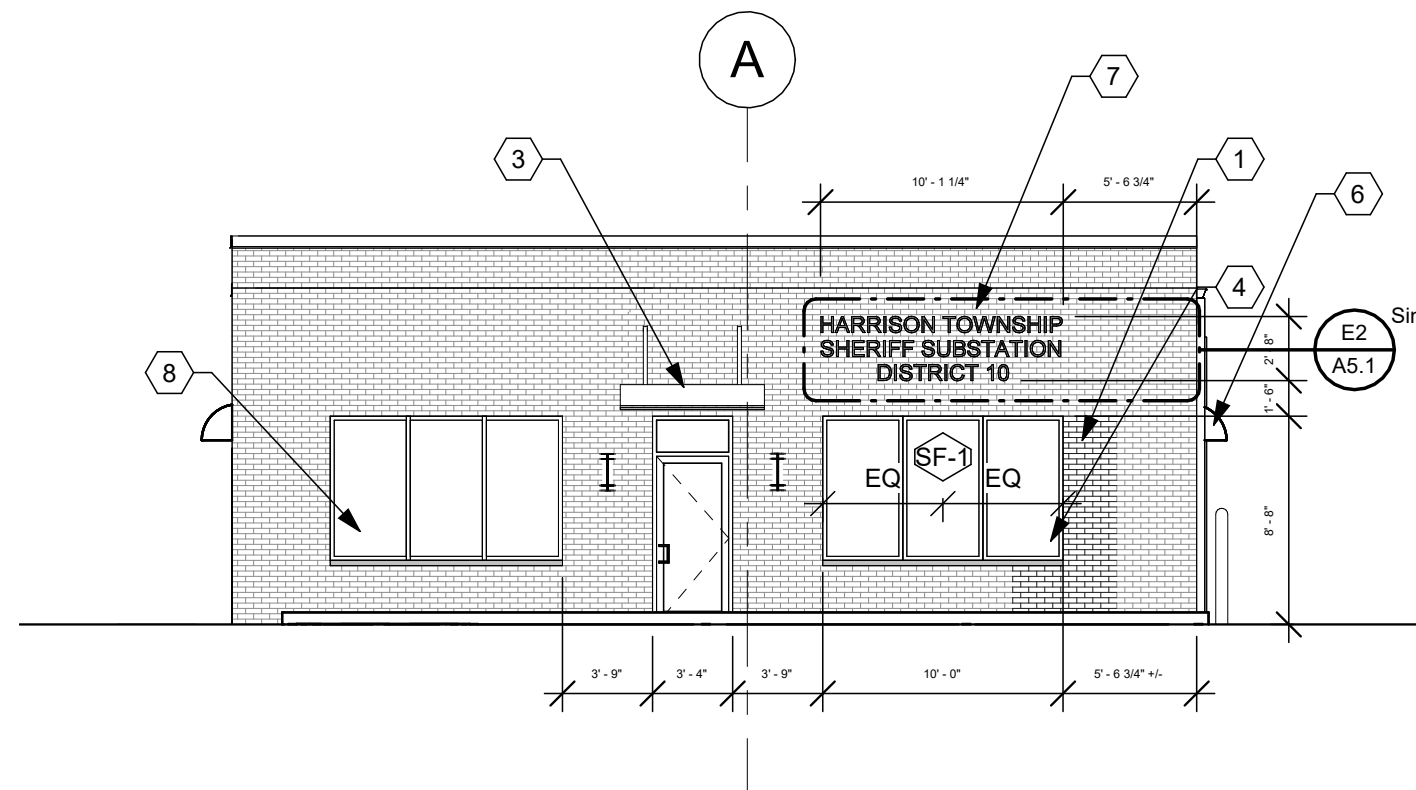 A
7
3
1
10' - 1 1/4"
5' - 6 3/4"
6
4
Sir
HARRISON TOWNSHIP
SHERIFF SUBSTATION
DISTRICT 10
E2
A5.1
2' - 8"
1' - 6"
8
SF-1
EQ
EQ
8' - 8"
3' - 9"
3' - 4"
3' - 9"
10' - 0"
5' - 6 3/4" +/-